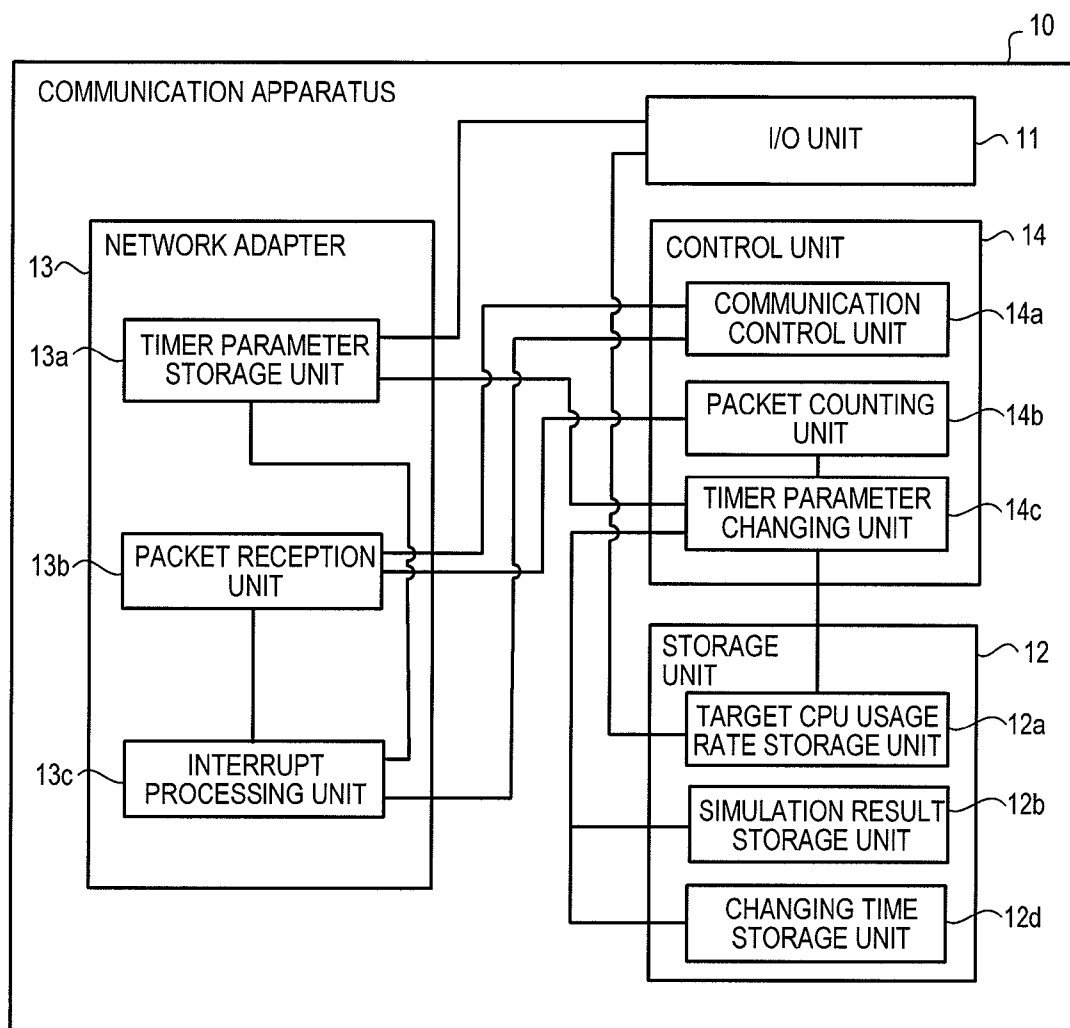 10
COMMUNICATION APPARATUS
I/O UNIT
11
13
NETWORK ADAPTER
13a
TIMER PARAMETER
STORAGE UNIT
13b
PACKET RECEPTION
UNIT
13c
INTERRUPT
PROCESSING UNIT
CONTROL UNIT
14
COMMUNICATION
CONTROL UNIT
14a
PACKET COUNTING
UNIT
14b
TIMER PARAMETER
CHANGING UNIT
14c
STORAGE
UNIT
12
TARGET CPU USAGE
RATE STORAGE UNIT
12a
SIMULATION RESULT
STORAGE UNIT
12b
CHANGING TIME
STORAGE UNIT
12d